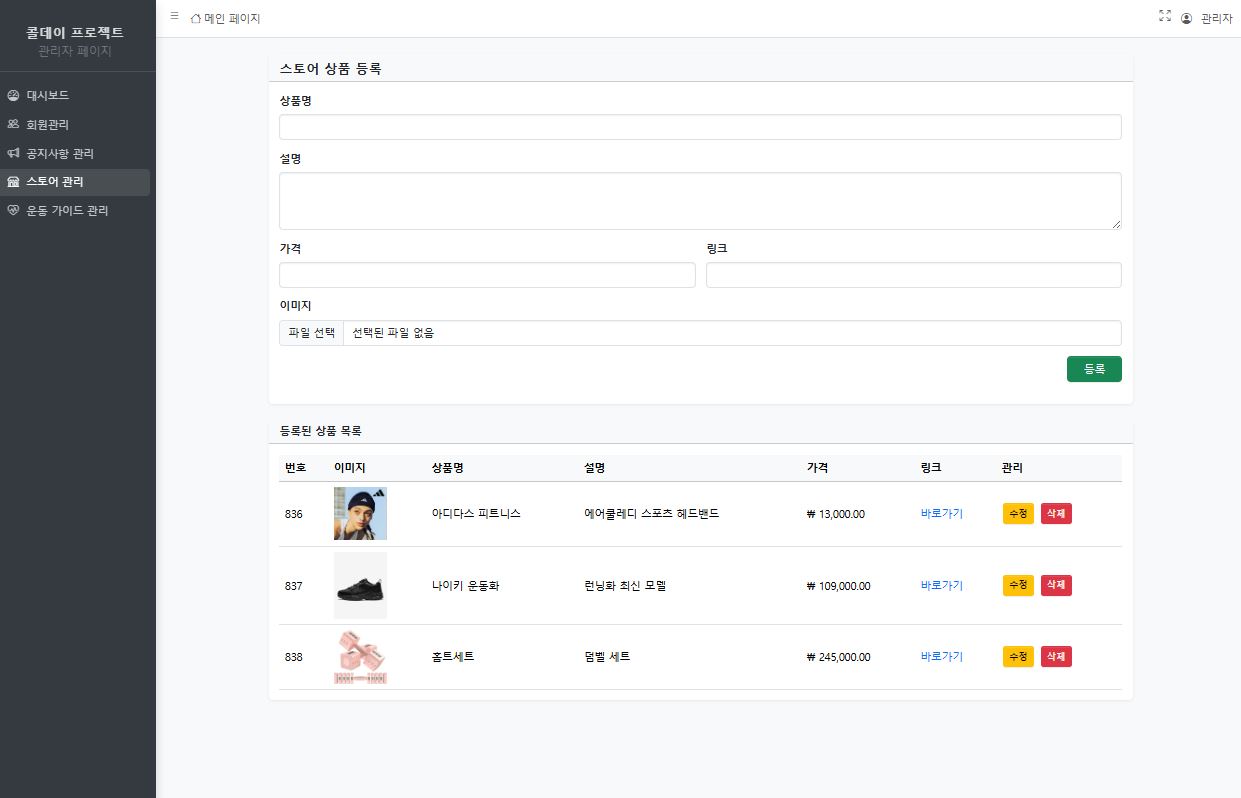 콜데이 프로젝트
관리자 페이지
메인 페이지
관리자
대시보드
회원관리
공지사항 관리
스토어 관리
운동 가이드 관리
스토어 상품 등록
상품명
설명
가격 링크
이미지
파일 선택 선택된 파일 없음
등록
등록된 상품 목록
번호 이미지 상품명 설명 가격 링크 관리
836 아디다스 피트니스 에어쿨레디 스포츠 헤드밴드 ₩ 13,000.00 바로가기 수정 삭제
837 나이키 운동화 런닝화 최신 모델 ₩ 109,000.00 바로가기 수정 삭제
838 홈트세트 덤벨 세트 ₩ 245,000.00 바로가기 수정 삭제